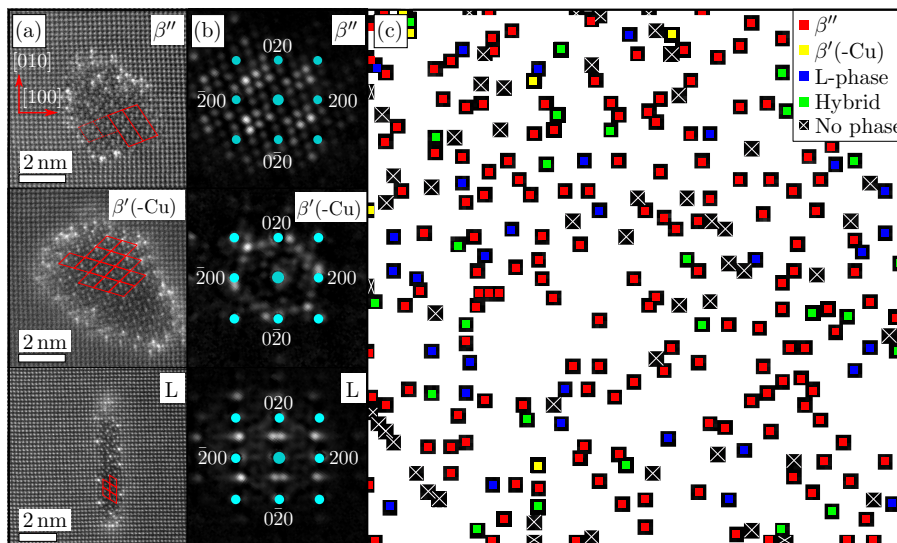 (a)
β″
[010]
[100]
2 nm
β′(-Cu)
2 nm
L
2 nm
(b)
β″
020
2̄00
02̄0
β′(-Cu)
020
2̄00
200
02̄0
L
020
2̄00
200
02̄0
(c)
β″
β′(-Cu)
L-phase
Hybrid
No phase